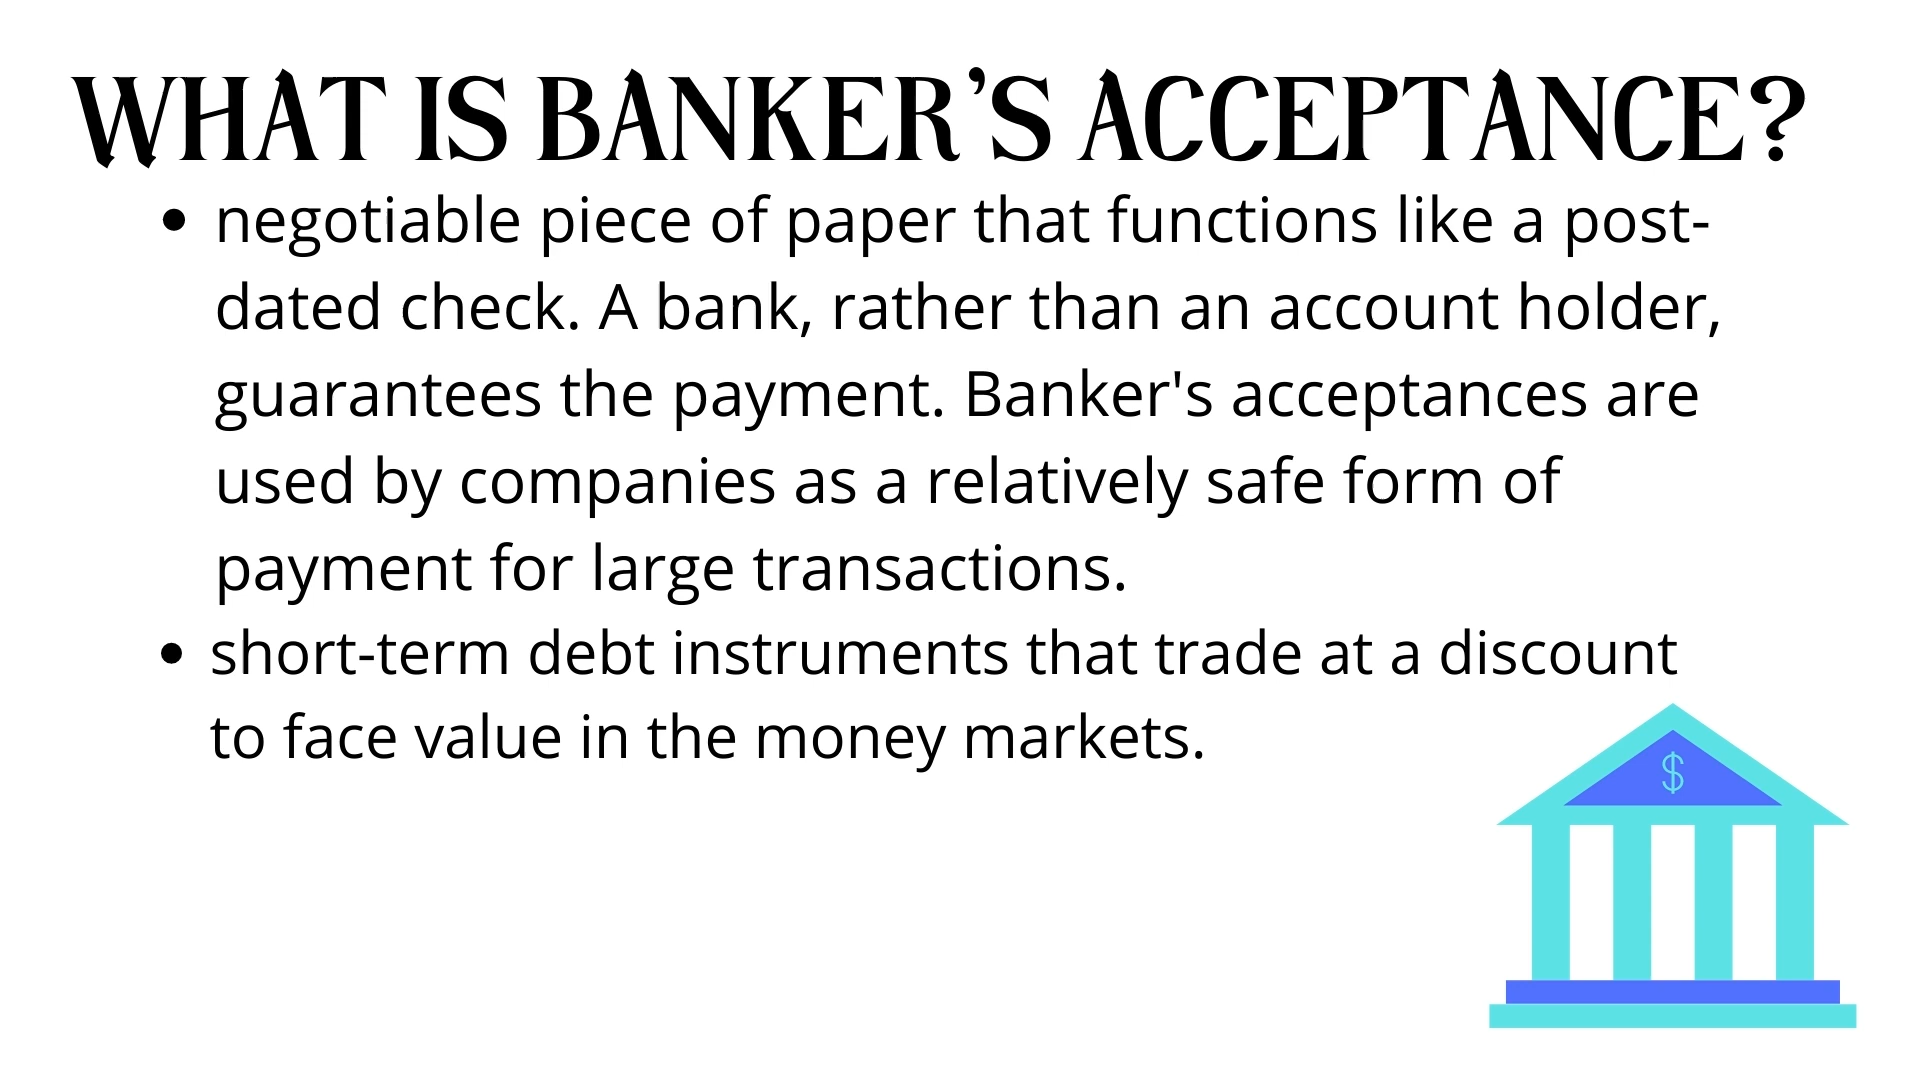 WHAT IS BANKER’S ACCEPTANCE?
• negotiable piece of paper that functions like a post-
dated check. A bank, rather than an account holder,
guarantees the payment. Banker's acceptances are
used by companies as a relatively safe form of
payment for large transactions.
• short-term debt instruments that trade at a discount
to face value in the money markets.
$